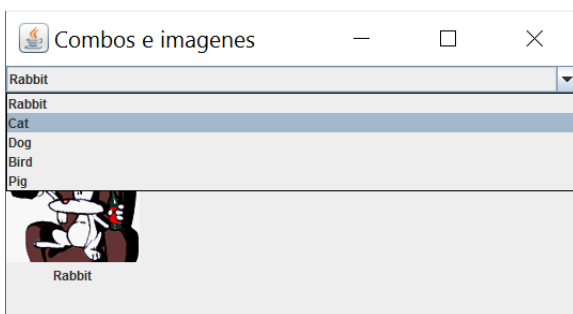 Combos e imagenes
Rabbit
Rabbit
Cat
Dog
Bird
Pig
Rabbit